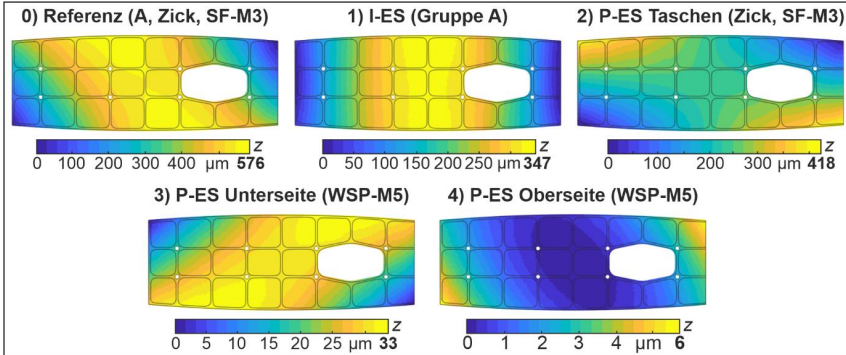 0) Referenz (A, Zick, SF-M3)
1) I-ES (Gruppe A)
2) P-ES Taschen (Zick, SF-M3)
z
0 100 200 300 400 µm 576
z
0 50 100 150 200 250 µm 347
z
0 100 200 300 µm 418
3) P-ES Unterseite (WSP-M5)
4) P-ES Oberseite (WSP-M5)
z
0 5 10 15 20 25 µm 33
z
0 1 2 3 4 µm 6